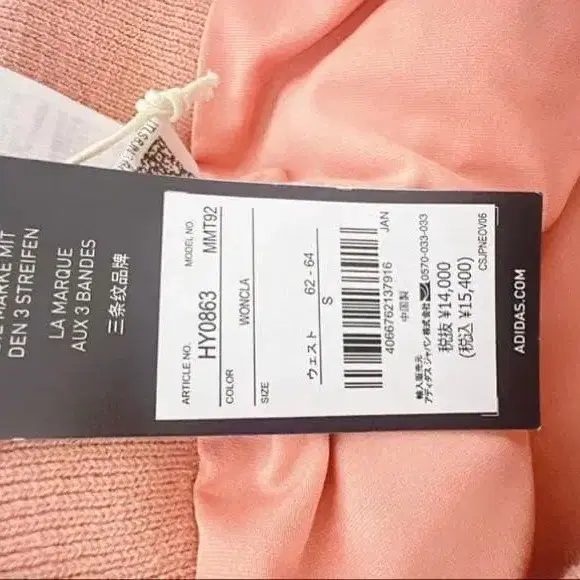 DEN 3 STREIFEN
LA MARQUE
AUX 3 BANDES
三条纹品牌
ARTICLE NO.
MODEL NO.
HY0863
MMT92
COLOR
WONCLA
SIZE
ウェスト 62 - 64
S
JAN
4066762137916
中国製
輸入販売元
アディダス ジャパン株式会社 0570-033-033
税抜 ¥14,000
(税込 ¥15,400)
CSJPNEOV06
ADIDAS.COM